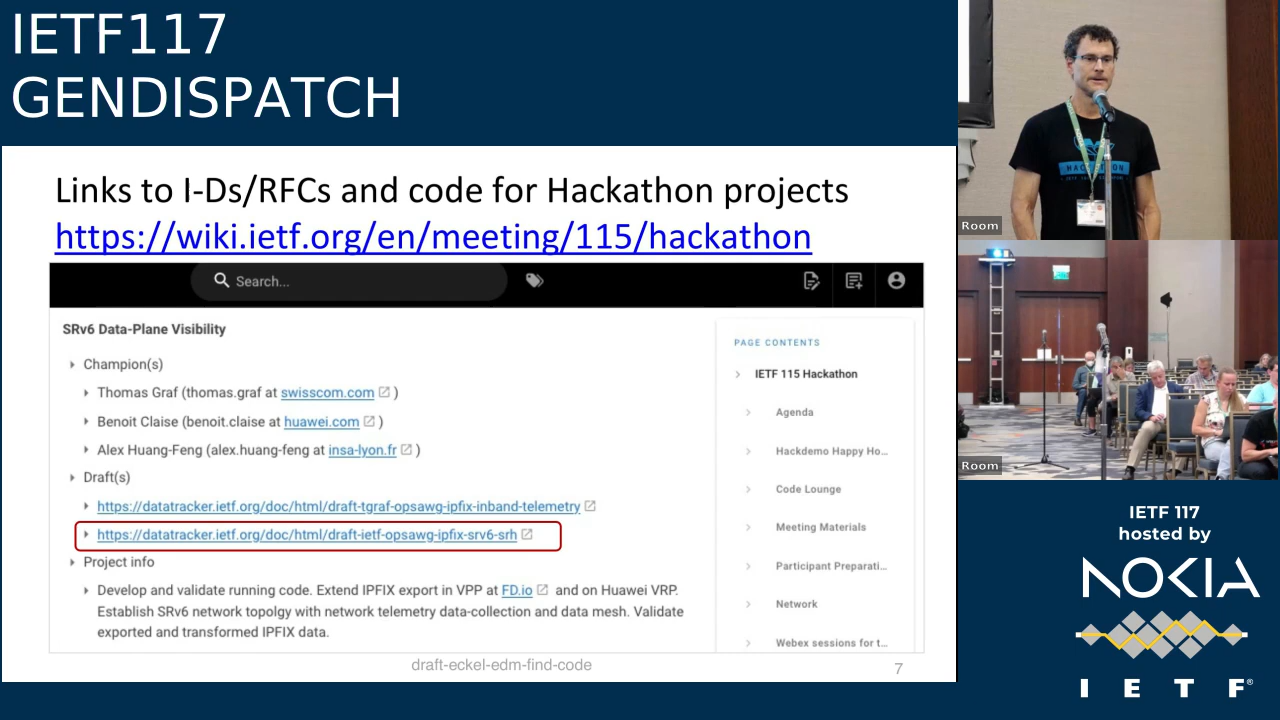 IETF117
GENDISPATCH
Links to I-Ds/RFCs and code for Hackathon projects
https://wiki.ietf.org/en/meeting/115/hackathon
Search...
SRv6 Data-Plane Visibility
Champion(s)
Thomas Graf (thomas.graf at swisscom.com )
Benoit Claise (benoit.claise at huawei.com )
Alex Huang-Feng (alex.huang-feng at insa-lyon.fr )
Draft(s)
https://datatracker.ietf.org/doc/html/draft-tgraf-opsawg-ipfix-inband-telemetry
https://datatracker.ietf.org/doc/html/draft-ietf-opsawg-ipfix-srv6-srh
Project info
Develop and validate running code. Extend IPFIX export in VPP at FD.io and on Huawei VRP.
Establish SRv6 network topolgy with network telemetry data-collection and data mesh. Validate
exported and transformed IPFIX data.
PAGE CONTENTS
IETF 115 Hackathon
Agenda
Hackdemo Happy Ho...
Code Lounge
Meeting Materials
Participant Preparati...
Network
Webex sessions for t...
draft-eckel-edm-find-code
7
HACKATHON
Room
Room
IETF 117
hosted by
NOKIA
I E T F®